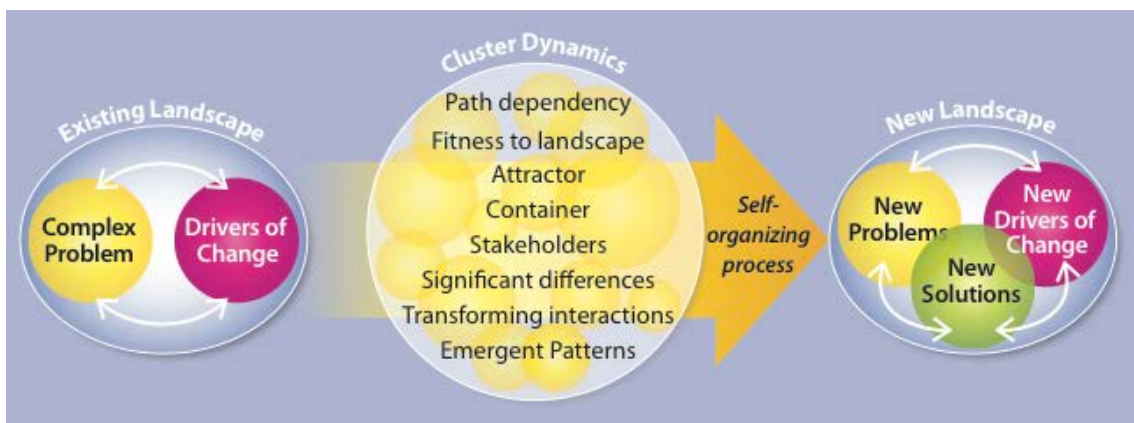 Existing Landscape
Complex
Problem
Drivers of
Change
Cluster Dynamics
Path dependency
Fitness to landscape
Attractor
Container
Stakeholders
Significant differences
Transforming interactions
Emergent Patterns
Self-
organizing
process
New Landscape
New
Problems
New
Drivers of
Change
New
Solutions